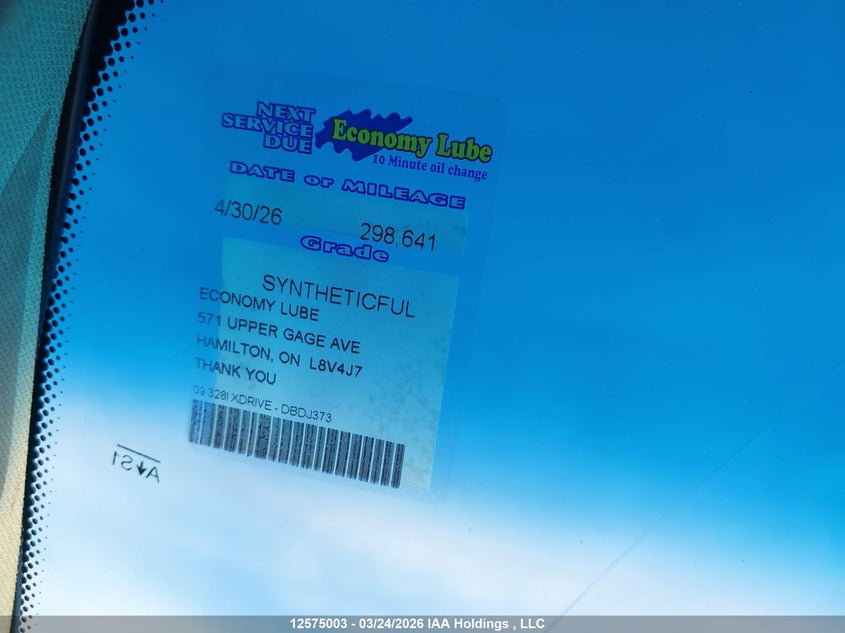 NEXT
SERVICE
DUE
Economy Lube
10 Minute oil change
DATE or MILEAGE
4/30/26 298,641
Grade
SYNTHETICFUL
ECONOMY LUBE
571 UPPER GAGE AVE
HAMILTON, ON L8V4J7
THANK YOU
09 328I XDRIVE - DBDJ373
AS1
12575003 - 03/24/2026 IAA Holdings , LLC